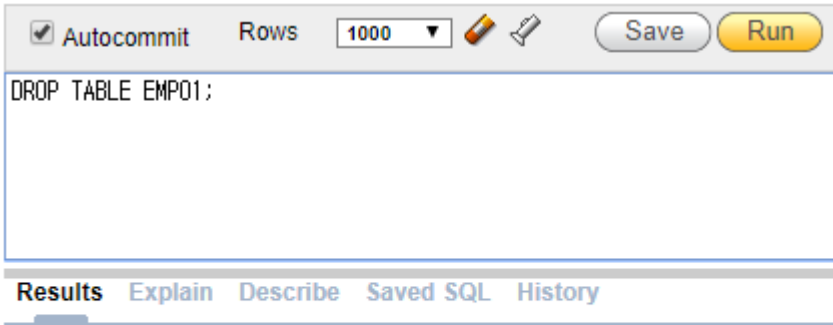 Autocommit Rows 1000 Save Run
DROP TABLE EMP01;
Results Explain Describe Saved SQL History